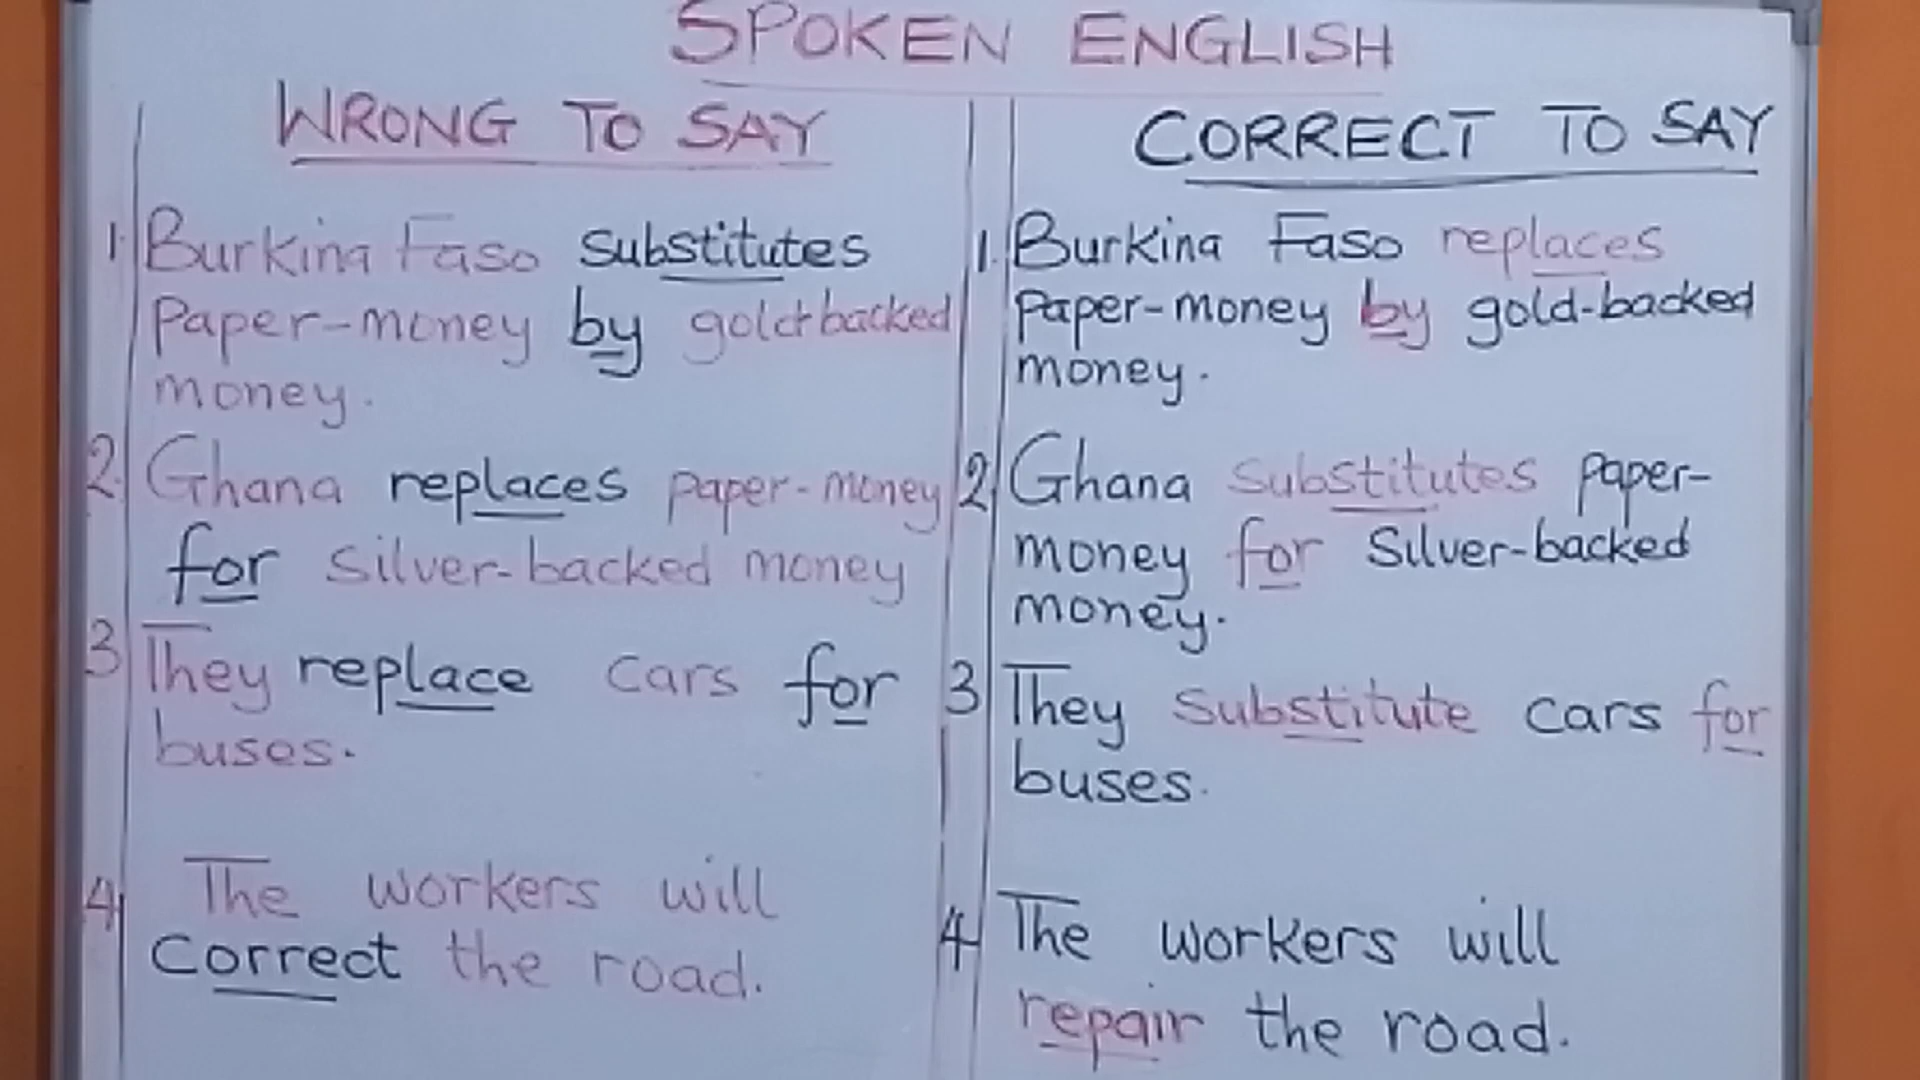 SPOKEN ENGLISH
WRONG TO SAY
1. Burkina Faso substitutes
paper-money by gold-backed
money.
2. Ghana replaces paper-money
for silver-backed money
3 They replace cars for
buses.
4 The workers will
correct the road.
CORRECT TO SAY
1. Burkina Faso replaces
paper-money by gold-backed
money.
2 Ghana substitutes paper-
money for silver-backed
money.
3 They substitute cars for
buses.
4 The workers will
repair the road.